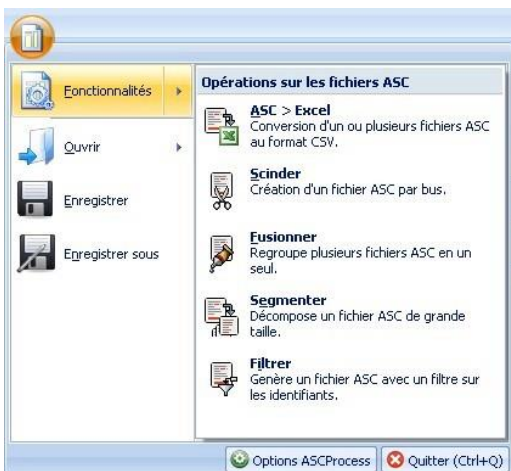 Fonctionnalités
Ouvrir
Enregistrer
Enregistrer sous
Opérations sur les fichiers ASC
ASC > Excel
Conversion d'un ou plusieurs fichiers ASC
au format CSV.
Scinder
Création d'un fichier ASC par bus.
Fusionner
Regroupe plusieurs fichiers ASC en un
seul.
Segmenter
Décompose un fichier ASC de grande
taille.
Filtrer
Genère un fichier ASC avec un filtre sur
les identifiants.
Options ASCProcess
Quitter (Ctrl+Q)